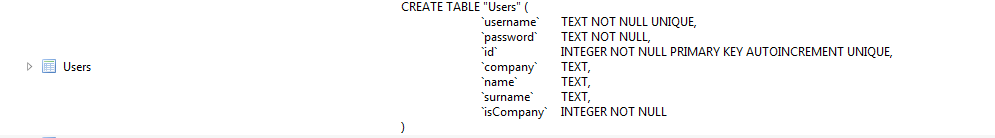 CREATE TABLE "Users" (
`username` TEXT NOT NULL UNIQUE,
`password` TEXT NOT NULL,
`id` INTEGER NOT NULL PRIMARY KEY AUTOINCREMENT UNIQUE,
Users
`company` TEXT,
`name` TEXT,
`surname` TEXT,
`isCompany` INTEGER NOT NULL
)